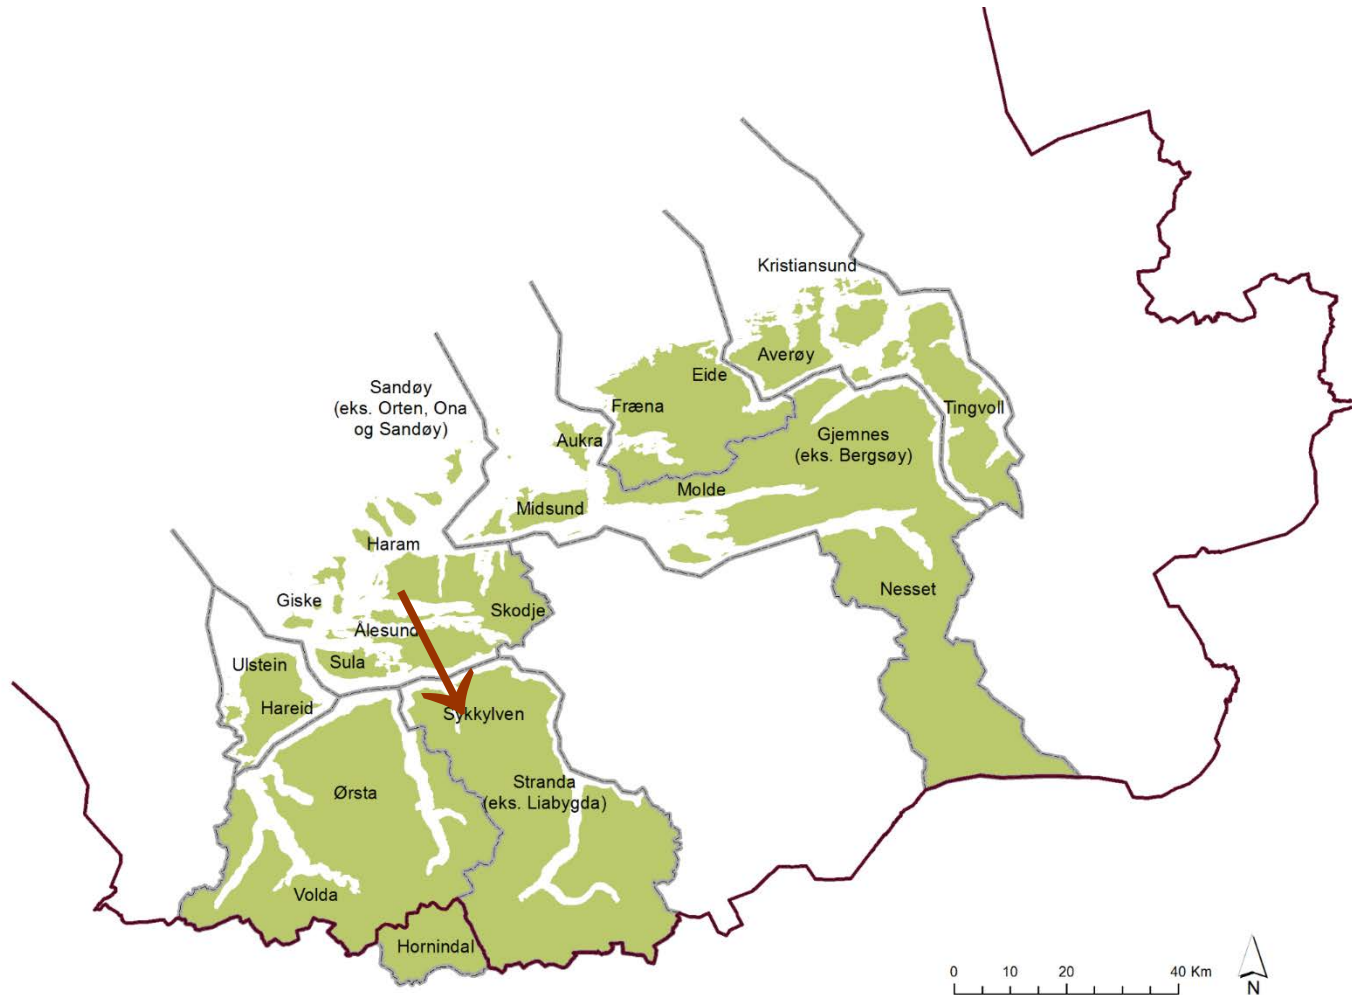 Kristiansund
Averøy
Eide
Sandøy
(eks. Orten, Ona
og Sandøy)
Fræna
Tingvoll
Aukra
Gjemnes
(eks. Bergsøy)
Molde
Midsund
Haram
Nesset
Giske
Skodje
Ålesund
Ulstein
Sula
Hareid
Sykkylven
Stranda
(eks. Liabygda)
Ørsta
Volda
Hornindal
0 10 20 40 Km
N